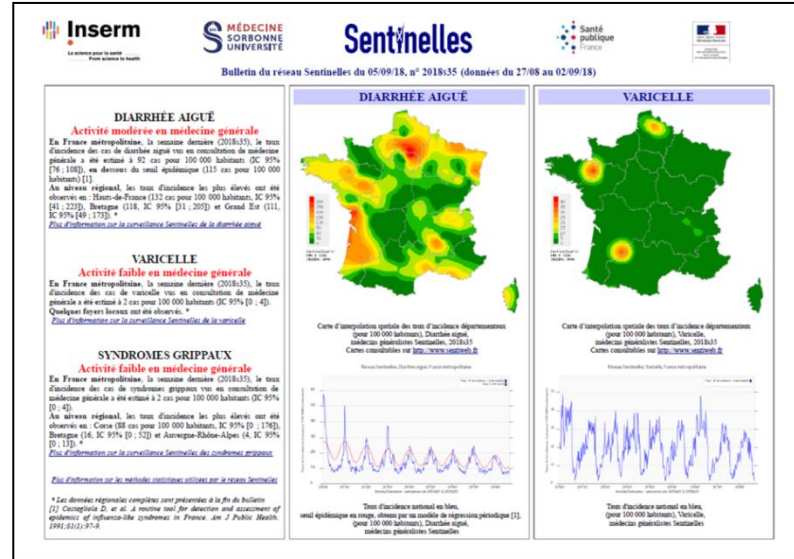 Inserm
La science pour la santé
From science to health
MÉDECINE
SORBONNE
UNIVERSITÉ
Sentinelles
Santé
publique
France
Bulletin du réseau Sentinelles du 05/09/18, n° 2018s35 (données du 27/08 au 02/09/18)
DIARRHÉE AIGUË
Activité modérée en médecine générale
En France métropolitaine, la semaine dernière (2018s35), le taux
d'incidence des cas de diarrhée aiguë vus en consultation de médecine
générale a été estimé à 92 cas pour 100 000 habitants (IC 95%
[76 ; 108]), en dessous du seuil épidémique (115 cas pour 100 000
habitants) [1].
Au niveau régional, les taux d'incidence les plus élevés ont été
observés en : Hauts-de-France (132 cas pour 100 000 habitants, IC 95%
[41 ; 223]), Bretagne (118, IC 95% [31 ; 205]) et Grand Est (111,
IC 95% [49 ; 173]). *
Plus d'information sur la surveillance Sentinelles de la diarrhée aiguë
VARICELLE
Activité faible en médecine générale
En France métropolitaine, la semaine dernière (2018s35), le taux
d'incidence des cas de varicelle vus en consultation de médecine
générale a été estimé à 2 cas pour 100 000 habitants (IC 95% [0 ; 4]).
Quelques foyers locaux ont été observés. *
Plus d'information sur la surveillance Sentinelles de la varicelle
SYNDROMES GRIPPAUX
Activité faible en médecine générale
En France métropolitaine, la semaine dernière (2018s35), le taux
d'incidence des cas de syndromes grippaux vus en consultation de
médecine générale a été estimé à 2 cas pour 100 000 habitants (IC 95%
[0 ; 4]).
Au niveau régional, les taux d'incidence les plus élevés ont été
observés en : Corse (88 cas pour 100 000 habitants, IC 95% [0 ; 176]),
Bretagne (16, IC 95% [0 ; 52]) et Auvergne-Rhône-Alpes (4, IC 95%
[0 ; 13]). *
Plus d'information sur la surveillance Sentinelles des syndromes grippaux
Plus d'information sur les méthodes statistiques utilisées par le réseau Sentinelles
* Les données régionales complètes sont présentées à la fin du bulletin
[1] Costagliola D, et al. A routine tool for detection and assessment of
epidemics of influenza-like syndromes in France. Am J Public Health.
1991;81(1):97-9.
DIARRHÉE AIGUË
Carte d'interpolation spatiale des taux d'incidence départementaux
(pour 100 000 habitants), Diarrhée aiguë,
médecins généralistes Sentinelles, 2018s35
Cartes consultables sur http://www.sentiweb.fr
Réseau Sentinelles, Diarrhée aiguë, France métropolitaine
Taux d'incidence national en bleu,
seuil épidémique en rouge, obtenu par un modèle de régression périodique [1],
(pour 100 000 habitants), Diarrhée aiguë,
médecins généralistes Sentinelles
VARICELLE
Carte d'interpolation spatiale des taux d'incidence départementaux
(pour 100 000 habitants), Varicelle,
médecins généralistes Sentinelles, 2018s35
Cartes consultables sur http://www.sentiweb.fr
Réseau Sentinelles, Varicelle, France métropolitaine
Taux d'incidence national en bleu,
(pour 100 000 habitants), Varicelle,
médecins généralistes Sentinelles